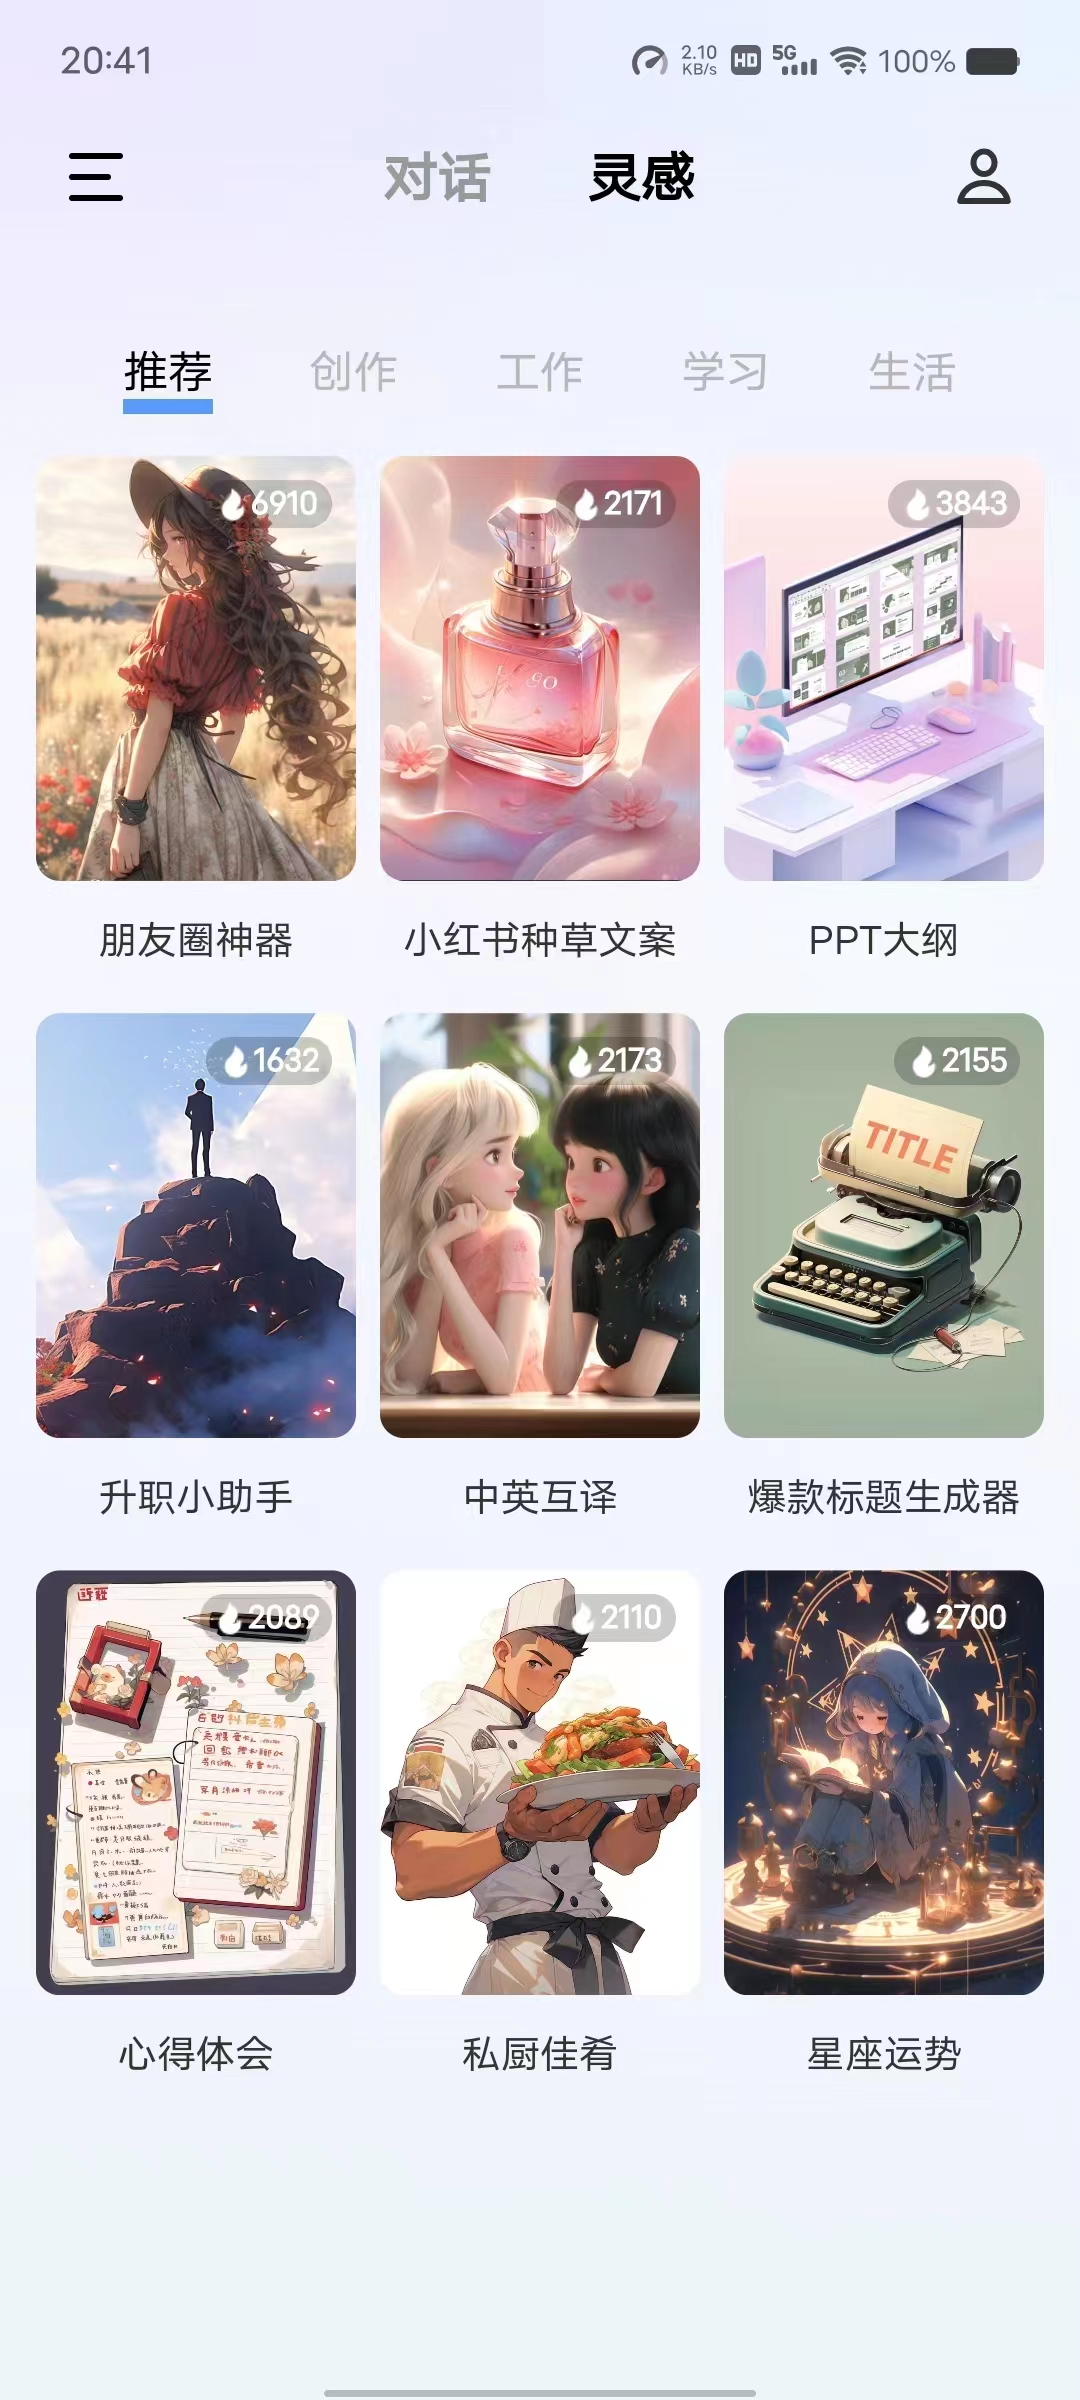 20:41
2.10 KB/s HD 5G 100%
对话 灵感
推荐 创作 工作 学习 生活
6910 2171 3843
朋友圈神器 小红书种草文案 PPT大纲
1632 2173 2155
TITLE
升职小助手 中英互译 爆款标题生成器
2089 2110 2700
心得体会 私厨佳肴 星座运势